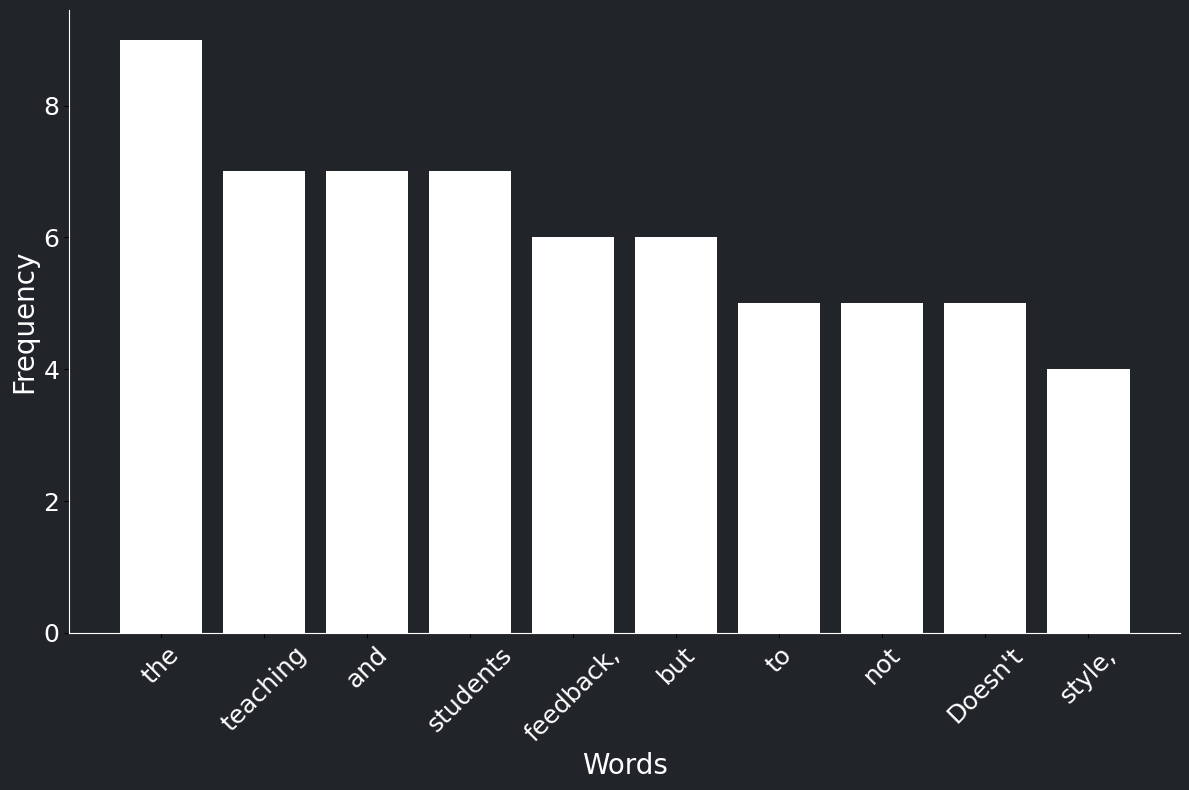 8
6
4
2
0
Frequency
the
teaching
and
students
feedback,
but
to
not
Doesn't
style,
Words